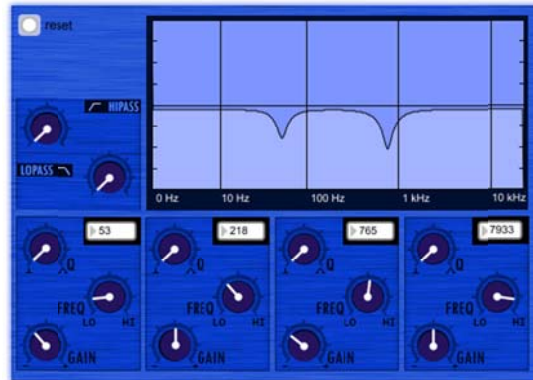 reset
HIPASS
LOPASS
0 Hz 10 Hz 100 Hz 1 kHz 10 kHz
53 218 765 7933
Q Q Q Q
FREQ FREQ FREQ FREQ
LO HI LO HI LO HI LO HI
- GAIN + - GAIN + - GAIN + - GAIN +